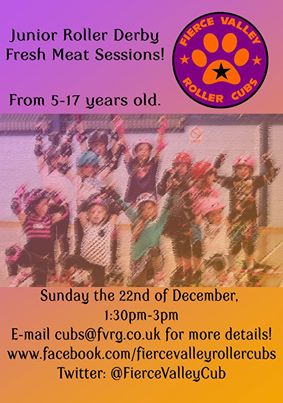 Junior Roller Derby
Fresh Meat Sessions!
FIERCE VALLEY
ROLLER CUBS
From 5-17 years old.
Sunday the 22nd of December,
1:30pm-3pm
E-mail cubs@fvrg.co.uk for more details!
www.facebook.com/fiercevalleyrollercubs
Twitter: @FierceValleyCub